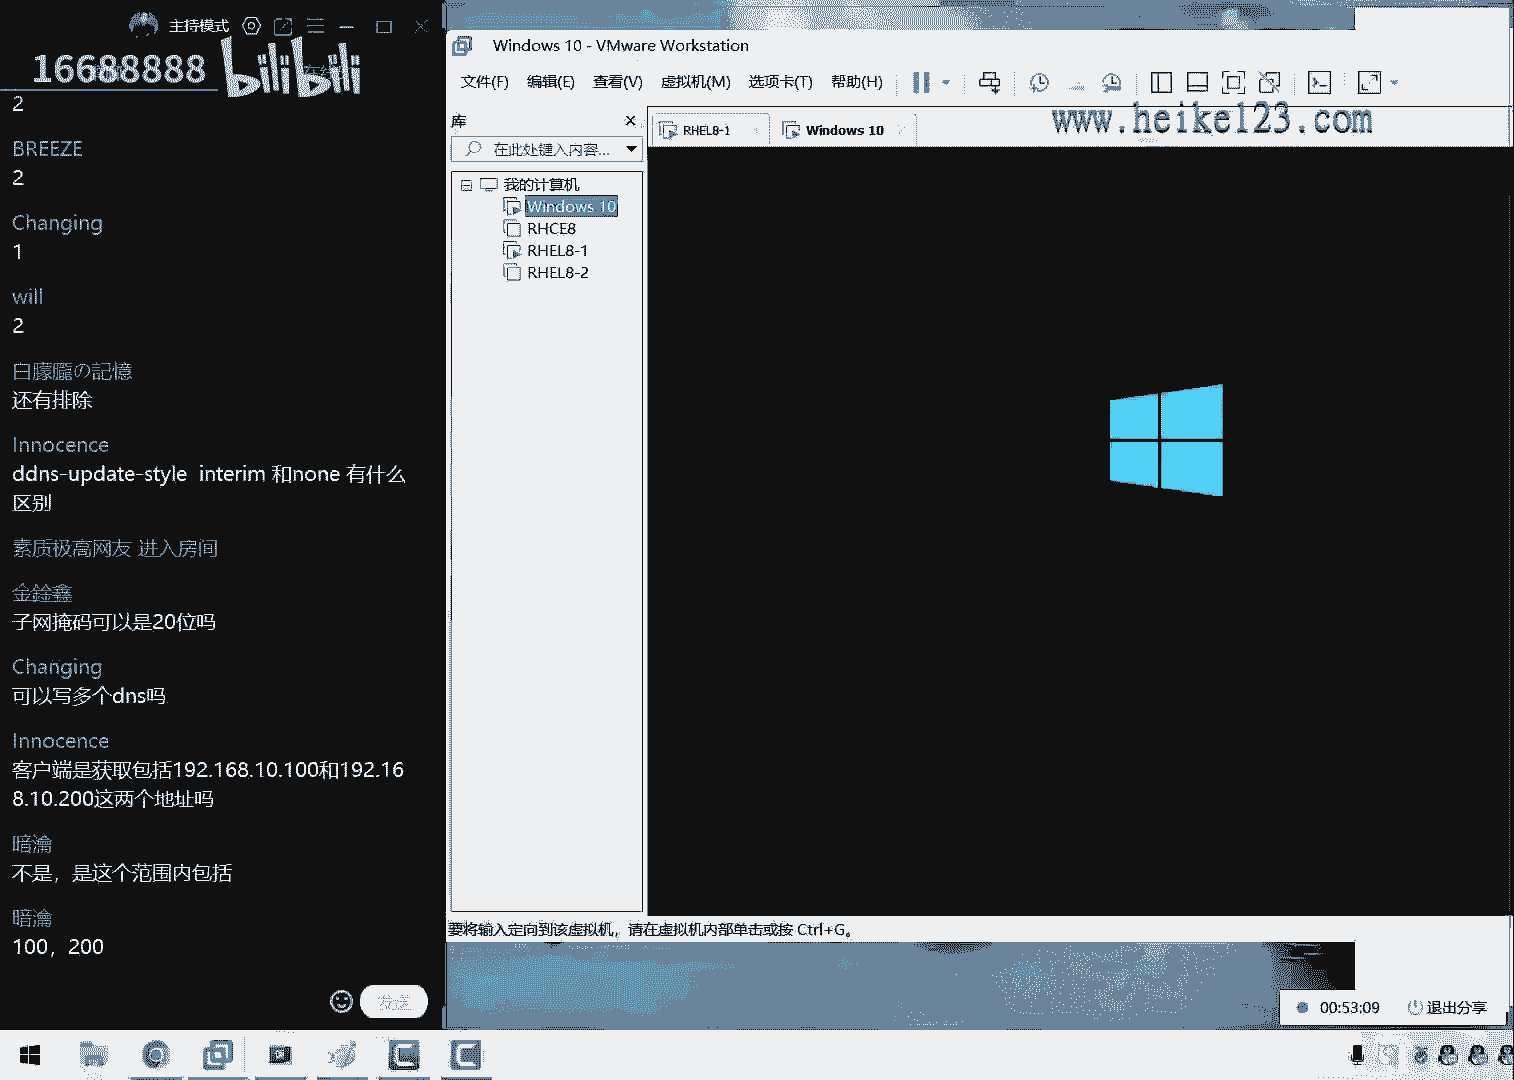 主持模式
16688888
bilibili
2
BREEZE
2
Changing
1
will
2
白朦朧の記憶
还有排除
Innocence
ddns-update-style interim 和none 有什么
区别
素质极高网友 进入房间
金鍂鑫
子网掩码可以是20位吗
Changing
可以写多个dns吗
Innocence
客户端是获取包括192.168.10.100和192.16
8.10.200这两个地址吗
暗瀹
不是，是这个范围内包括
暗瀹
100，200
发送
Windows 10 - VMware Workstation
文件(F) 编辑(E) 查看(V) 虚拟机(M) 选项卡(T) 帮助(H)
www.heike123.com
库
在此处键入内容...
RHEL8-1
Windows 10
我的计算机
Windows 10
RHCE8
RHEL8-1
RHEL8-2
要将输入定向到该虚拟机，请在虚拟机内部单击或按 Ctrl+G。
00:53:09
退出分享